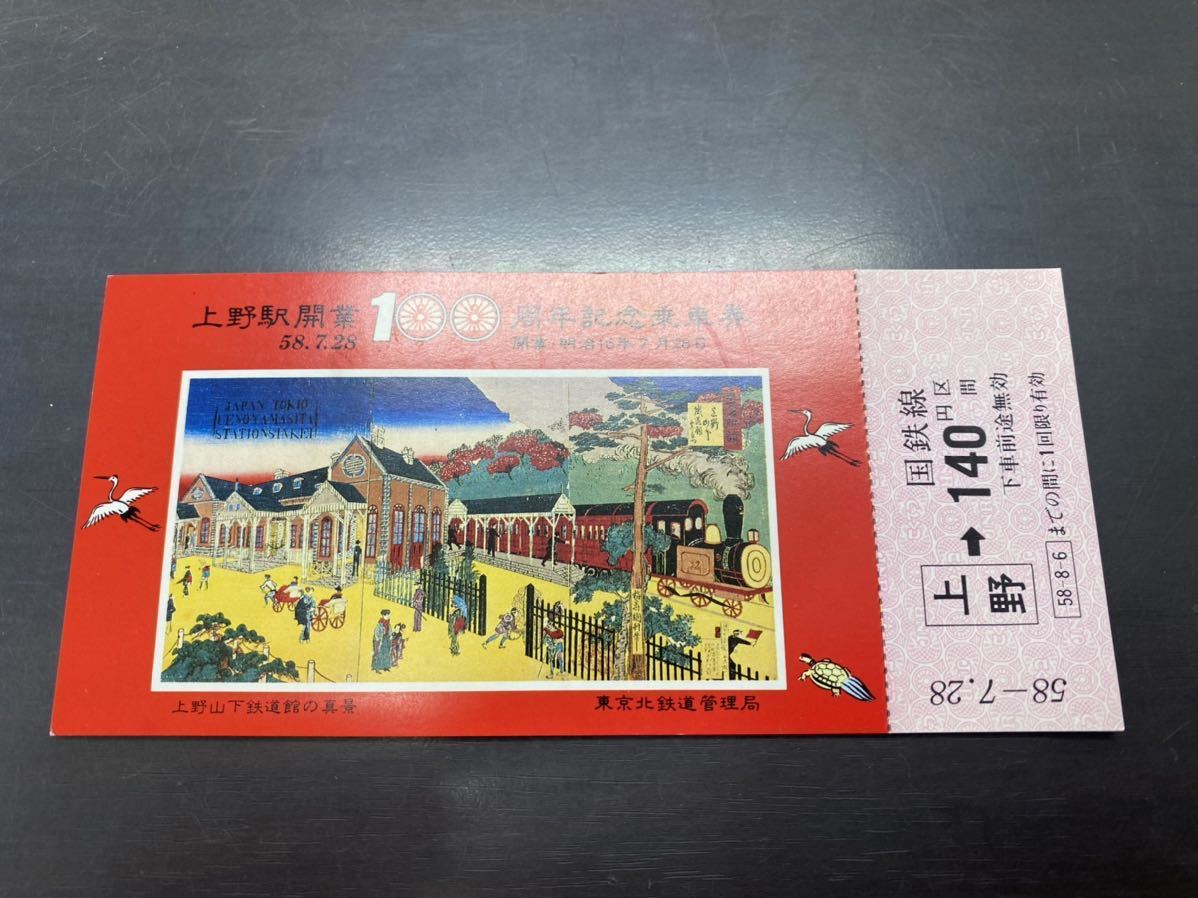 上野駅開業100周年記念乗車券
58.7.28
開業・明治16年7月28日
JAPAN TOKIO
UENOYAMASITA
STATIONSINKEI
上野山下鉄道館の真景
東京北鉄道管理局
国鉄線
上野→140円区間
下車前途無効
58-8-6までの間に1回限り有効
58-7.28